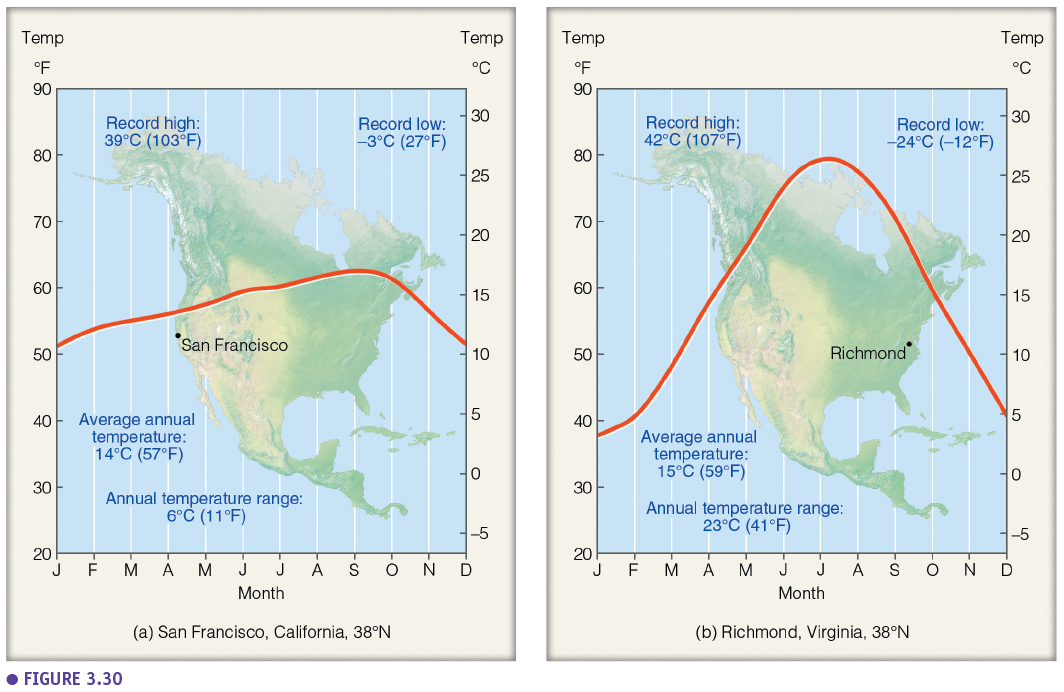 Temp Temp
°F °C
90
80
70
60
50
40
30
20
30
25
20
15
10
5
0
–5
Record high:
39°C (103°F)
Record low:
–3°C (27°F)
San Francisco
Average annual
temperature:
14°C (57°F)
Annual temperature range:
6°C (11°F)
J F M A M J J A S O N D
Month
(a) San Francisco, California, 38°N
Temp Temp
°F °C
90
80
70
60
50
40
30
20
30
25
20
15
10
5
0
–5
Record high:
42°C (107°F)
Record low:
–24°C (–12°F)
Richmond
Average annual
temperature:
15°C (59°F)
Annual temperature range:
23°C (41°F)
J F M A M J J A S O N D
Month
(b) Richmond, Virginia, 38°N
● FIGURE 3.30